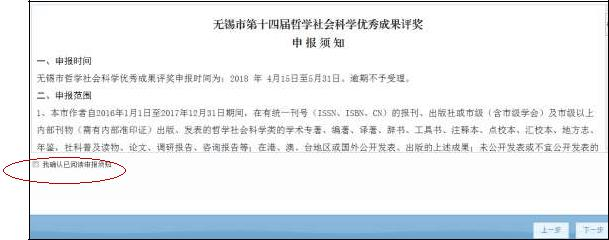 无锡市第十四届哲学社会科学优秀成果评奖
申 报 须 知
一、申报时间
无锡市哲学社会科学优秀成果评奖申报时间为：2018 年 4月15日至5月31日。逾期不予受理。
二、申报范围
1、本市作者自2016年1月1日至2017年12月31日期间，在有统一刊号（ISSN、ISBN、CN）的报刊、出版社或市级（含市级学会）及市级以上
内部刊物（需有内部准印证）出版、发表的哲学社会科学类的学术专著、编著、译著、辞书、工具书、注释本、点校本、汇校本、地方志、
年鉴、社科普及读物、论文、调研报告、咨询报告等；在港、澳、台地区或国外公开发表、出版的上述成果；未公开发表或不宜公开发表的
我确认已阅读申报须知
上一步 下一步